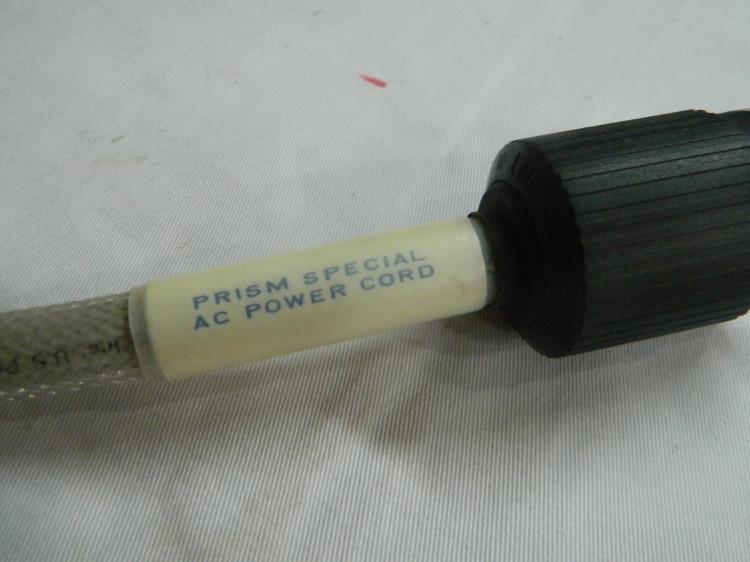 PRISM SPECIAL
AC POWER CORD
U.S.